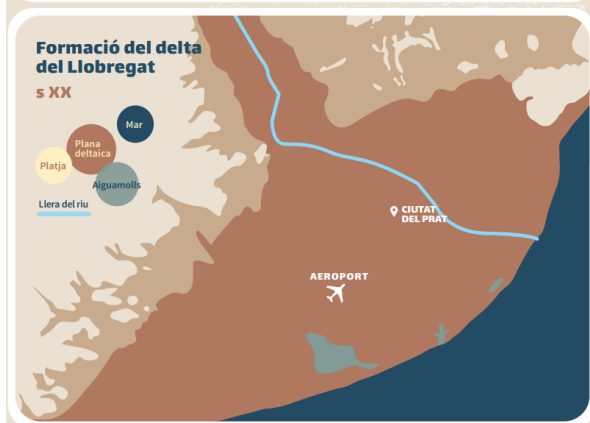 Formació del delta
del Llobregat
s XX
Mar
Plana
deltaica
Platja
Aiguamolls
Llera del riu
CIUTAT
DEL PRAT
AEROPORT